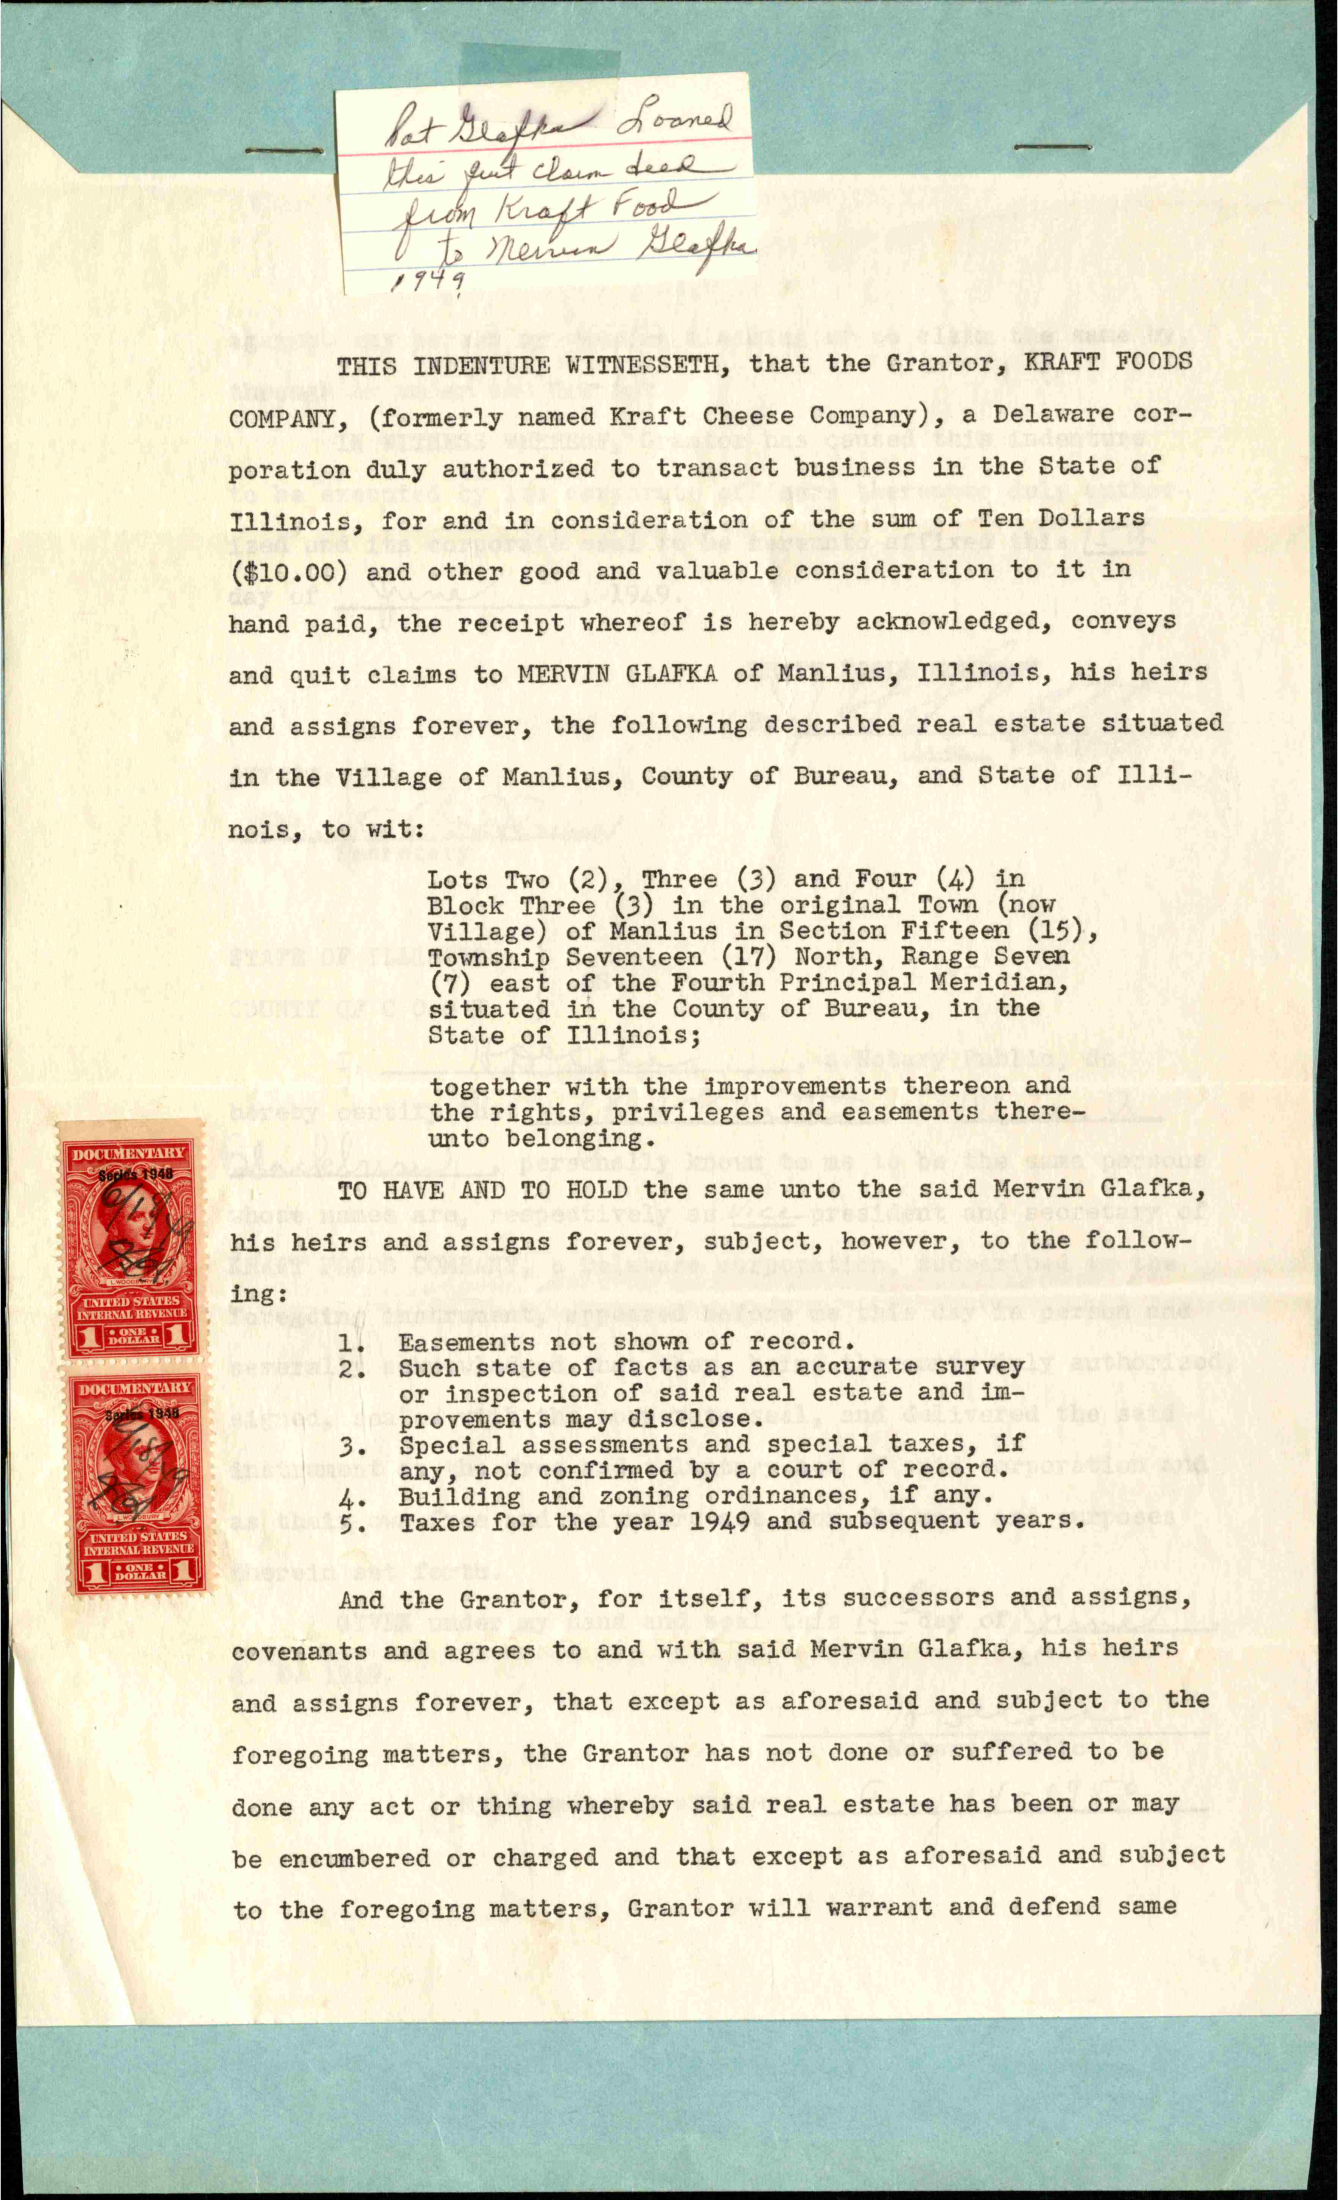 Pat Glafka Loaned
this quit claim deed
from Kraft Food
to Mervin Glafka
1949
THIS INDENTURE WITNESSETH, that the Grantor, KRAFT FOODS
COMPANY, (formerly named Kraft Cheese Company), a Delaware cor-
poration duly authorized to transact business in the State of
Illinois, for and in consideration of the sum of Ten Dollars
($10.00) and other good and valuable consideration to it in
hand paid, the receipt whereof is hereby acknowledged, conveys
and quit claims to MERVIN GLAFKA of Manlius, Illinois, his heirs
and assigns forever, the following described real estate situated
in the Village of Manlius, County of Bureau, and State of Illi-
nois, to wit:
Lots Two (2), Three (3) and Four (4) in
Block Three (3) in the original Town (now
Village) of Manlius in Section Fifteen (15),
Township Seventeen (17) North, Range Seven
(7) east of the Fourth Principal Meridian,
situated in the County of Bureau, in the
State of Illinois;
together with the improvements thereon and
the rights, privileges and easements there-
unto belonging.
TO HAVE AND TO HOLD the same unto the said Mervin Glafka,
his heirs and assigns forever, subject, however, to the follow-
ing:
1. Easements not shown of record.
2. Such state of facts as an accurate survey
or inspection of said real estate and im-
provements may disclose.
3. Special assessments and special taxes, if
any, not confirmed by a court of record.
4. Building and zoning ordinances, if any.
5. Taxes for the year 1949 and subsequent years.
And the Grantor, for itself, its successors and assigns,
covenants and agrees to and with said Mervin Glafka, his heirs
and assigns forever, that except as aforesaid and subject to the
foregoing matters, the Grantor has not done or suffered to be
done any act or thing whereby said real estate has been or may
be encumbered or charged and that except as aforesaid and subject
to the foregoing matters, Grantor will warrant and defend same
DOCUMENTARY
Series 1948
UNITED STATES
INTERNAL REVENUE
1 ONE DOLLAR 1
DOCUMENTARY
Series 1948
UNITED STATES
INTERNAL REVENUE
1 ONE DOLLAR 1